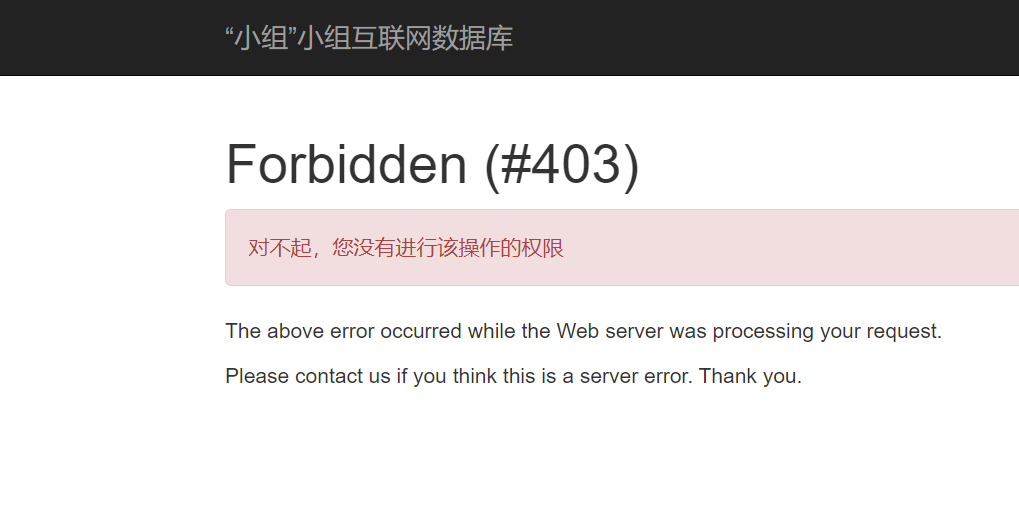 “小组”小组互联网数据库
Forbidden (#403)
对不起，您没有进行该操作的权限
The above error occurred while the Web server was processing your request.
Please contact us if you think this is a server error. Thank you.